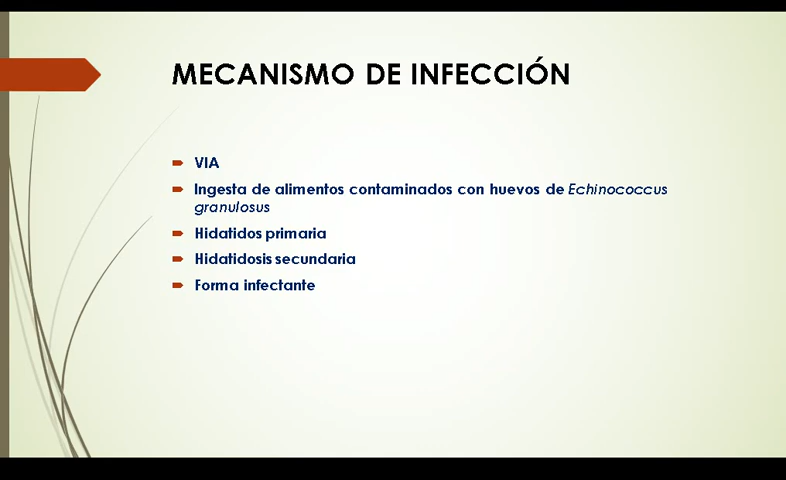 MECANISMO DE INFECCIÓN
VIA
Ingesta de alimentos contaminados con huevos de Echinococcus
granulosus
Hidatidos primaria
Hidatidosis secundaria
Forma infectante